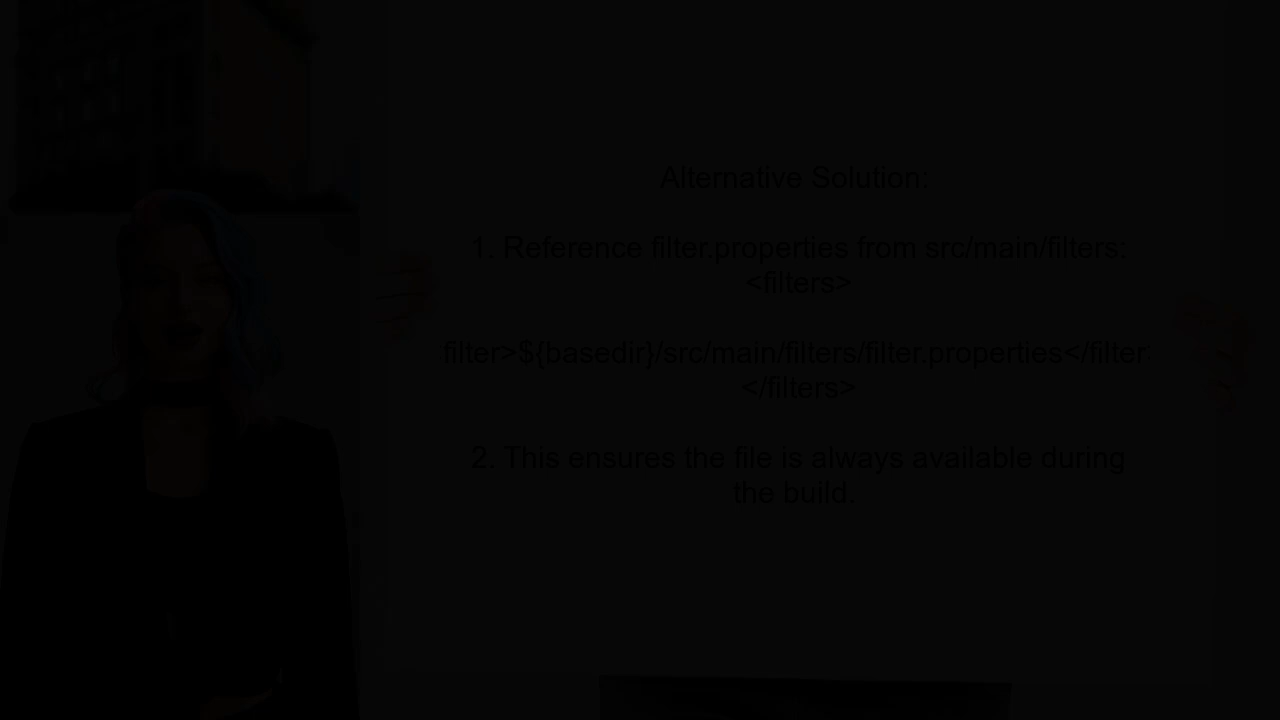 Alternative Solution:
1. Reference filter.properties from src/main/filters:
<filters>
filter>${basedir}/src/main/filters/filter.properties</filter
</filters>
2. This ensures the file is always available during
the build.